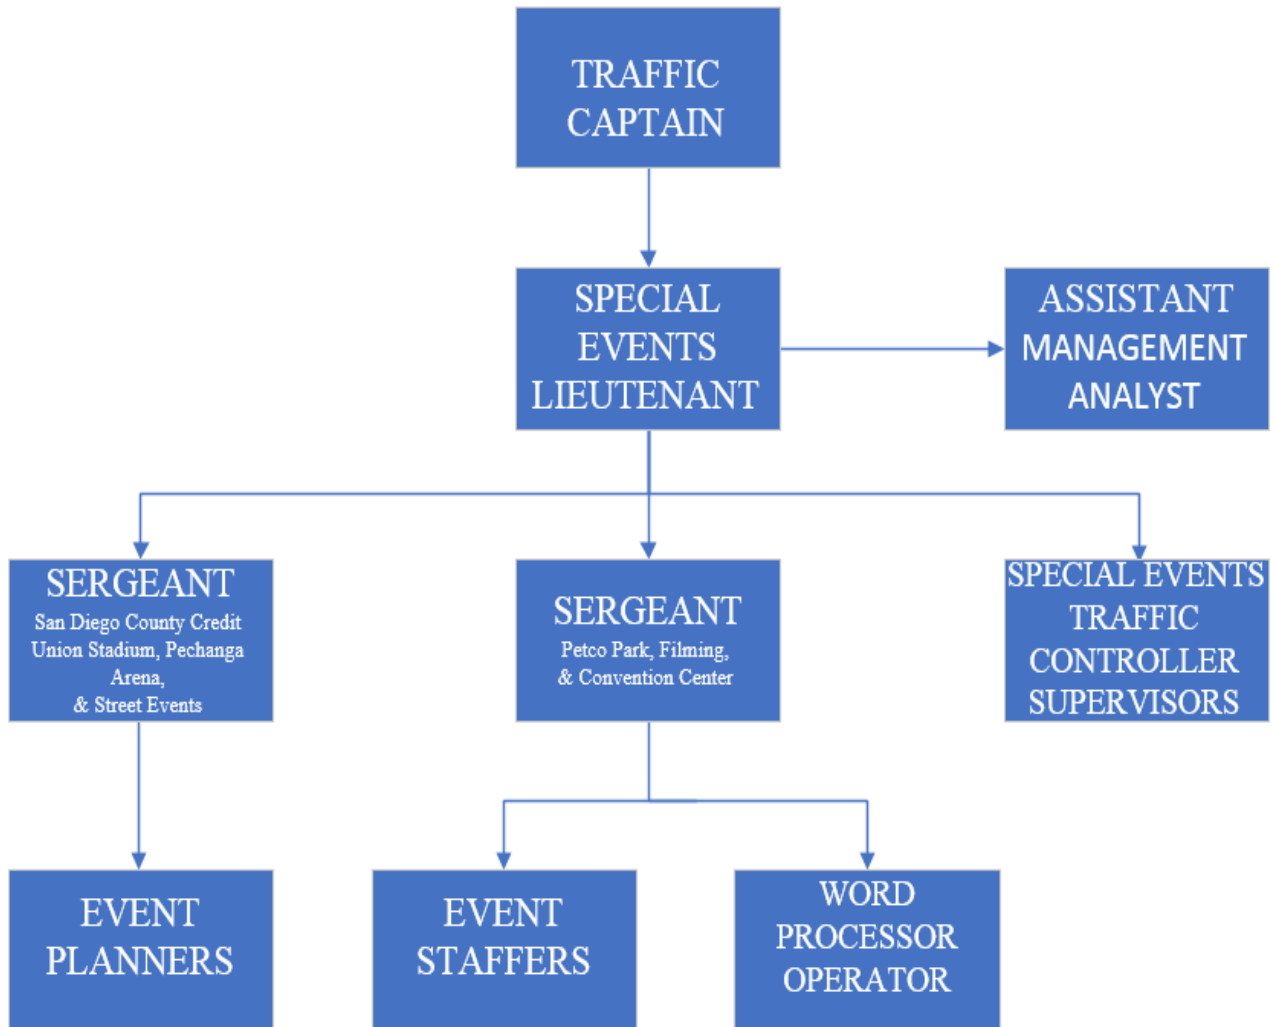 TRAFFIC
CAPTAIN
SPECIAL
EVENTS
LIEUTENANT
ASSISTANT
MANAGEMENT
ANALYST
SERGEANT
San Diego County Credit
Union Stadium, Pechanga
Arena,
& Street Events
SERGEANT
Petco Park, Filming,
& Convention Center
SPECIAL EVENTS
TRAFFIC
CONTROLLER
SUPERVISORS
EVENT
PLANNERS
EVENT
STAFFERS
WORD
PROCESSOR
OPERATOR